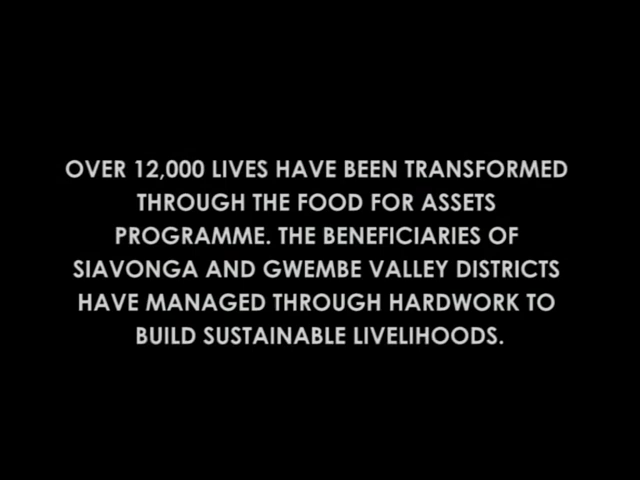 OVER 12,000 LIVES HAVE BEEN TRANSFORMED
THROUGH THE FOOD FOR ASSETS
PROGRAMME. THE BENEFICIARIES OF
SIAVONGA AND GWEMBE VALLEY DISTRICTS
HAVE MANAGED THROUGH HARDWORK TO
BUILD SUSTAINABLE LIVELIHOODS.